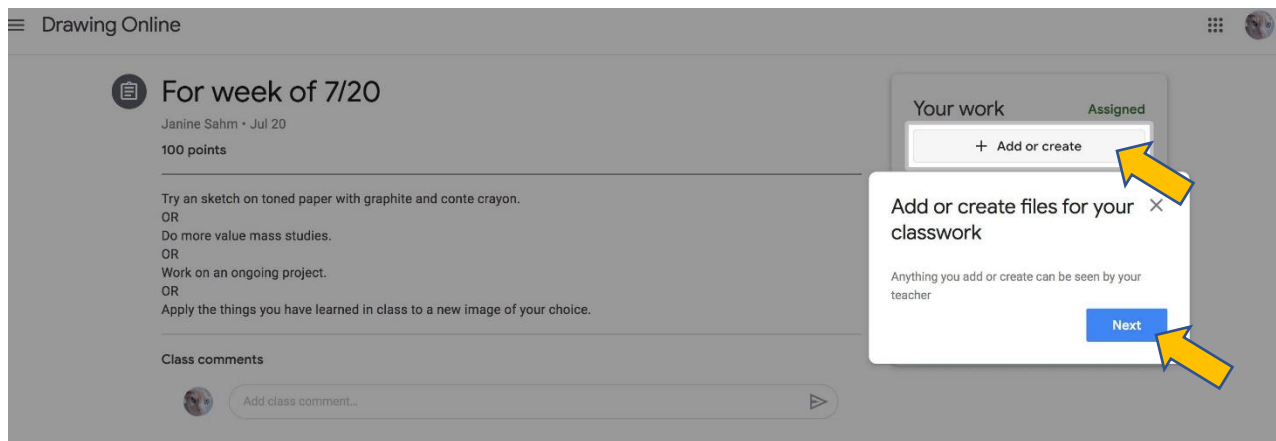 Drawing Online
For week of 7/20
Janine Sahm • Jul 20
100 points
Try an sketch on toned paper with graphite and conte crayon.
OR
Do more value mass studies.
OR
Work on an ongoing project.
OR
Apply the things you have learned in class to a new image of your choice.
Class comments
Add class comment...
Your work Assigned
+ Add or create
Add or create files for your
classwork
Anything you add or create can be seen by your
teacher
Next